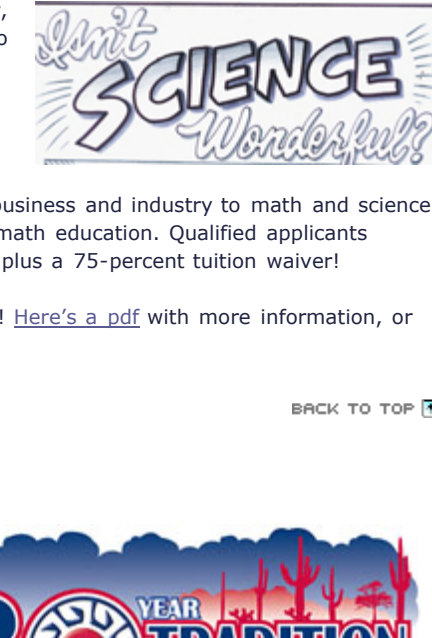 ,
o
Isn't
SCIENCE
Wonderful?
business and industry to math and science
math education. Qualified applicants
plus a 75-percent tuition waiver!
! Here's a pdf with more information, or
BACK TO TOP
YEAR
TRADITION